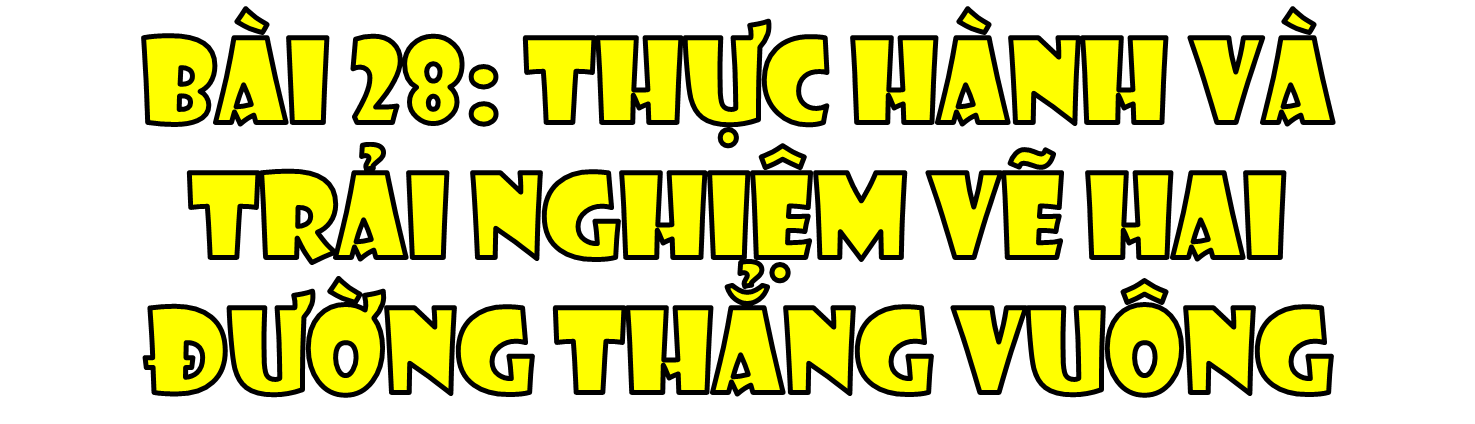 BÀI 28: THỰC HÀNH VÀ
TRẢI NGHIỆM VẼ HAI
ĐƯỜNG THẲNG VUÔNG